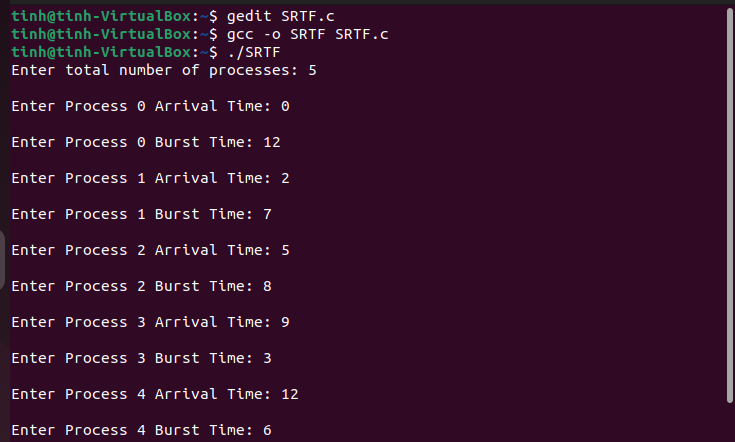 tinh@tinh-VirtualBox:~$ gedit SRTF.c
tinh@tinh-VirtualBox:~$ gcc -o SRTF SRTF.c
tinh@tinh-VirtualBox:~$ ./SRTF
Enter total number of processes: 5
Enter Process 0 Arrival Time: 0
Enter Process 0 Burst Time: 12
Enter Process 1 Arrival Time: 2
Enter Process 1 Burst Time: 7
Enter Process 2 Arrival Time: 5
Enter Process 2 Burst Time: 8
Enter Process 3 Arrival Time: 9
Enter Process 3 Burst Time: 3
Enter Process 4 Arrival Time: 12
Enter Process 4 Burst Time: 6